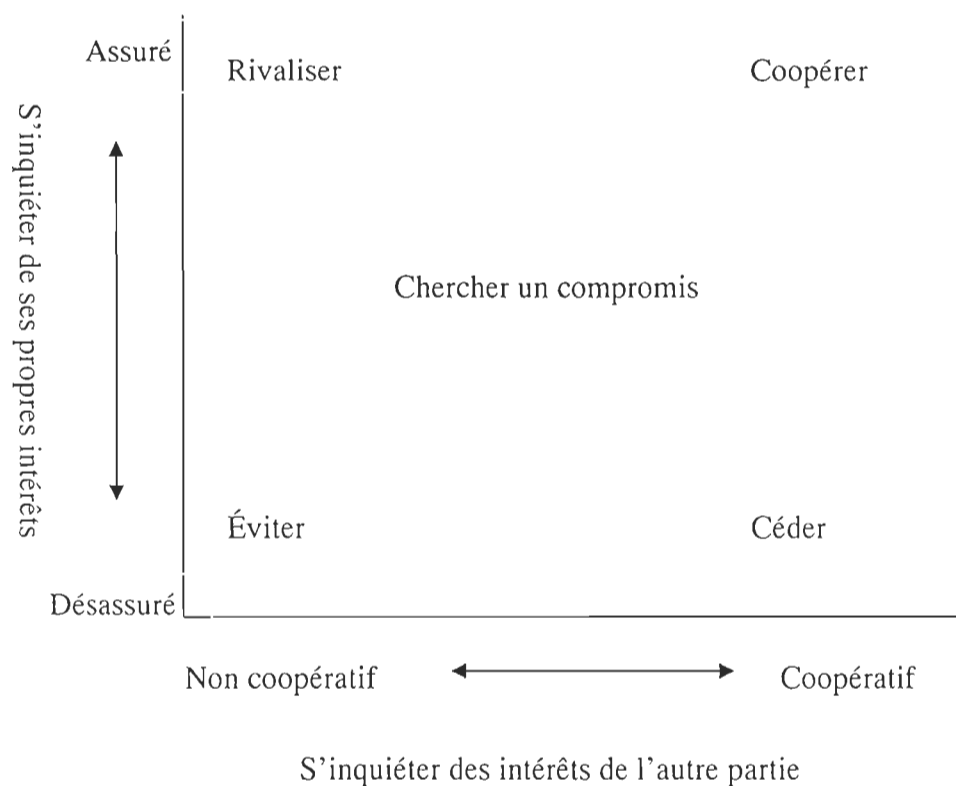 Assuré
Rivaliser
Coopérer
S'inquiéter de ses propres intérêts
Chercher un compromis
Éviter
Céder
Désassuré
Non coopératif
Coopératif
S'inquiéter des intérêts de l'autre partie